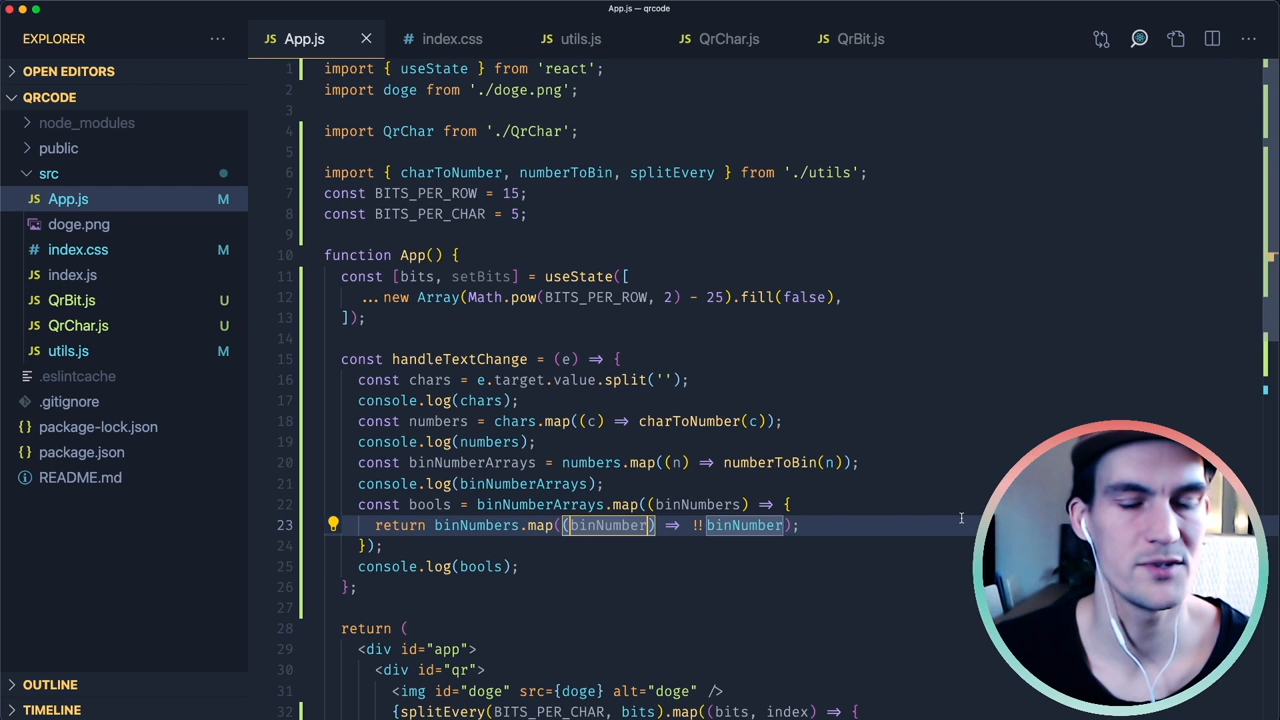 App.js — qrcode
EXPLORER ···
App.js
index.css
utils.js
QrChar.js
QrBit.js
OPEN EDITORS
QRCODE
node_modules
public
src
App.js M
doge.png
index.css M
index.js
QrBit.js U
QrChar.js U
utils.js M
.eslintcache
.gitignore
package-lock.json
package.json
README.md
OUTLINE
TIMELINE
1 import { useState } from 'react';
2 import doge from './doge.png';
3
4 import QrChar from './QrChar';
5
6 import { charToNumber, numberToBin, splitEvery } from './utils';
7 const BITS_PER_ROW = 15;
8 const BITS_PER_CHAR = 5;
9
10 function App() {
11 const [bits, setBits] = useState([
12 ...new Array(Math.pow(BITS_PER_ROW, 2) - 25).fill(false),
13 ]);
14
15 const handleTextChange = (e) => {
16 const chars = e.target.value.split('');
17 console.log(chars);
18 const numbers = chars.map((c) => charToNumber(c));
19 console.log(numbers);
20 const binNumberArrays = numbers.map((n) => numberToBin(n));
21 console.log(binNumberArrays);
22 const bools = binNumberArrays.map((binNumbers) => {
23 return binNumbers.map((binNumber) => !!binNumber);
24 });
25 console.log(bools);
26 };
27
28 return (
29 <div id="app">
30 <div id="qr">
31 <img id="doge" src={doge} alt="doge" />
32 {splitEvery(BITS_PER_CHAR, bits).map((bits, index) => {